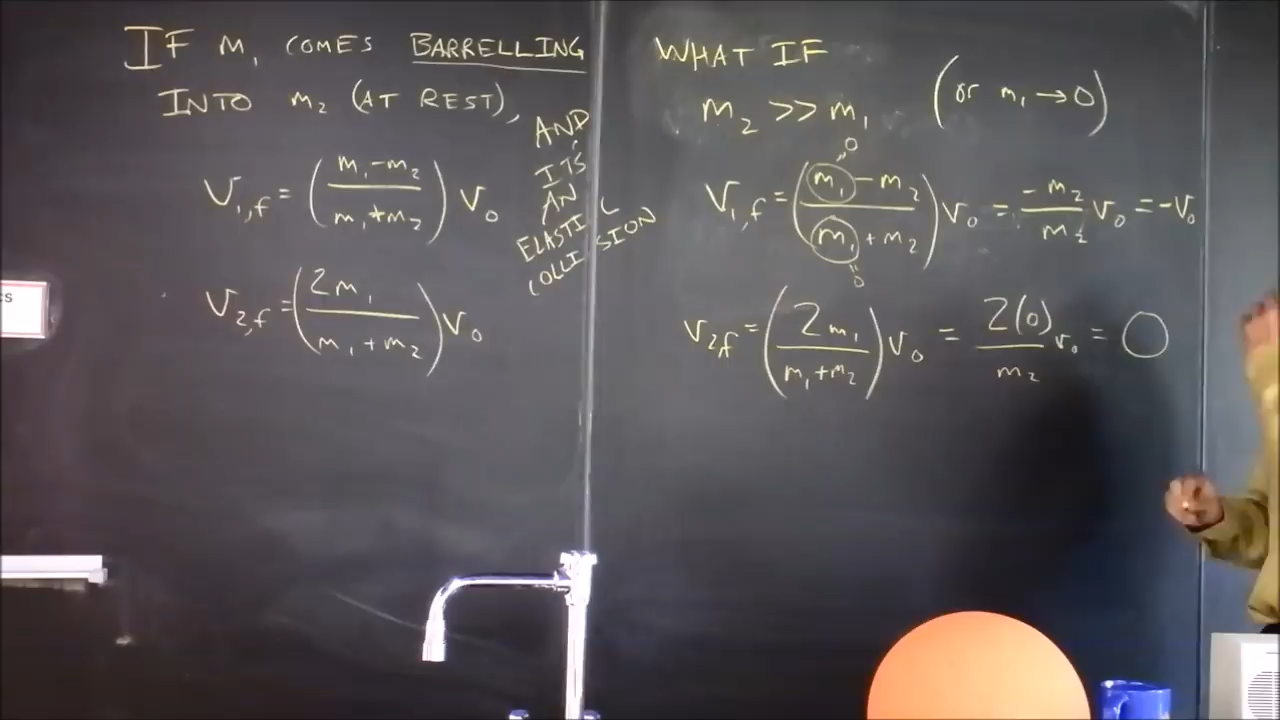 IF m₁ COMES BARRELLING
INTO m₂ (AT REST),
AND
ITS
AN
ELASTIC
COLLISION
V₁,f = (m₁-m₂ / m₁+m₂) V₀
V₂,f = (2m₁ / m₁+m₂) V₀
WHAT IF
m₂ >> m₁ (or m₁ → 0)
V₁,f = (m₁ - m₂ / m₁ + m₂) V₀ = -m₂ / m₂ V₀ = -V₀
0
0
V₂f = (2m₁ / m₁+m₂) V₀ = 2(0) / m₂ V₀ = 0